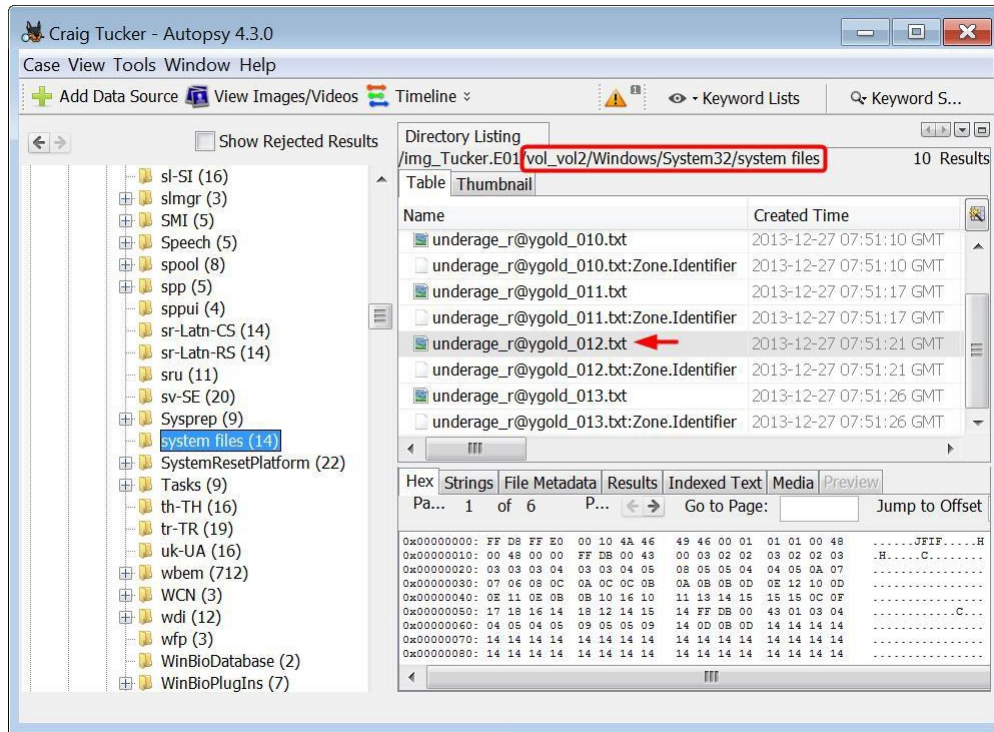 Craig Tucker - Autopsy 4.3.0
Case View Tools Window Help
Add Data Source View Images/Videos Timeline Keyword Lists Keyword S...
Show Rejected Results
sl-SI (16)
slmgr (3)
SMI (5)
Speech (5)
spool (8)
spp (5)
sppui (4)
sr-Latn-CS (14)
sr-Latn-RS (14)
sru (11)
sv-SE (20)
Sysprep (9)
system files (14)
SystemResetPlatform (22)
Tasks (9)
th-TH (16)
tr-TR (19)
uk-UA (16)
wbem (712)
WCN (3)
wdi (12)
wfp (3)
WinBioDatabase (2)
WinBioPlugIns (7)
Directory Listing
/img_Tucker.E01/vol_vol2/Windows/System32/system files 10 Results
Table Thumbnail
Name Created Time
underage_r@ygold_010.txt 2013-12-27 07:51:10 GMT
underage_r@ygold_010.txt:Zone.Identifier 2013-12-27 07:51:10 GMT
underage_r@ygold_011.txt 2013-12-27 07:51:17 GMT
underage_r@ygold_011.txt:Zone.Identifier 2013-12-27 07:51:17 GMT
underage_r@ygold_012.txt 2013-12-27 07:51:21 GMT
underage_r@ygold_012.txt:Zone.Identifier 2013-12-27 07:51:21 GMT
underage_r@ygold_013.txt 2013-12-27 07:51:26 GMT
underage_r@ygold_013.txt:Zone.Identifier 2013-12-27 07:51:26 GMT
Hex Strings File Metadata Results Indexed Text Media Preview
Pa... 1 of 6 P... Go to Page: Jump to Offset
0x00000000: FF D8 FF E0 00 10 4A 46 49 46 00 01 01 01 00 48 ......JFIF.....H
0x00000010: 00 48 00 00 FF DB 00 43 00 03 02 02 03 02 02 03 .H.....C........
0x00000020: 03 03 03 04 03 03 04 05 08 05 05 04 04 05 0A 07 ................
0x00000030: 07 06 08 0C 0A 0C 0C 0B 0A 0B 0B 0D 0E 12 10 0D ................
0x00000040: 0E 11 0E 0B 0B 10 16 10 11 13 14 15 15 15 0C 0F ................
0x00000050: 17 18 16 14 18 12 14 15 14 FF DB 00 43 01 03 04 ............C...
0x00000060: 04 05 04 05 09 05 05 09 14 0D 0B 0D 14 14 14 14 ................
0x00000070: 14 14 14 14 14 14 14 14 14 14 14 14 14 14 14 14 ................
0x00000080: 14 14 14 14 14 14 14 14 14 14 14 14 14 14 14 14 ................